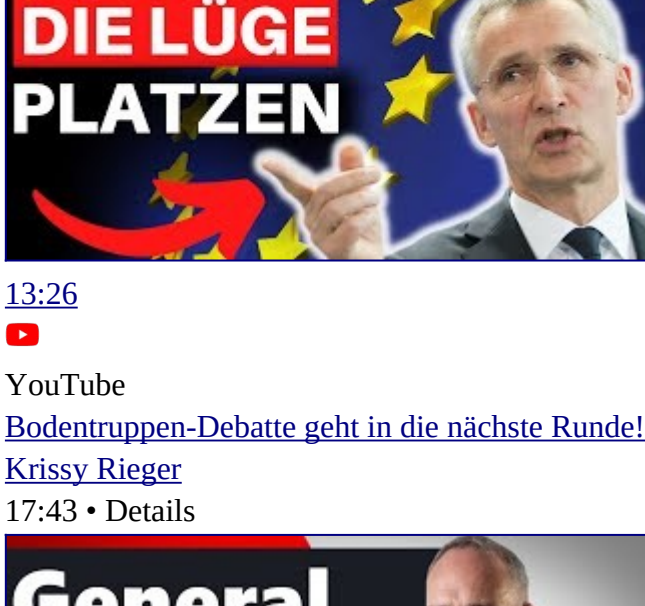 DIE LÜGE
PLATZEN
13:26
YouTube
Bodentruppen-Debatte geht in die nächste Runde!
Krissy Rieger
17:43 • Details
General